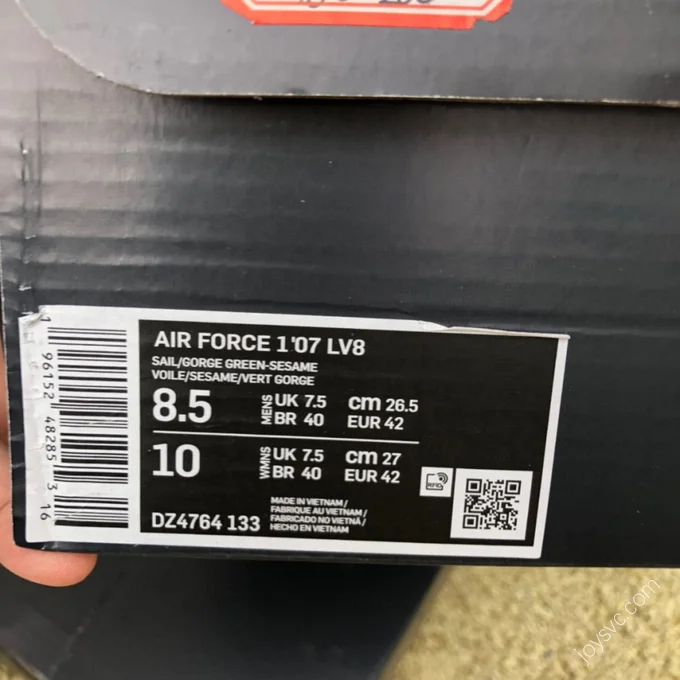 AIR FORCE 1'07 LV8
SAIL/GORGE GREEN-SESAME
VOILE/SESAME/VERT GORGE
8.5 MENS UK 7.5 cm 26.5
BR 40 EUR 42
10 WMNS UK 7.5 cm 27
BR 40 EUR 42
RFID
DZ4764 133
MADE IN VIETNAM /
FABRIQUE AU VIETNAM /
FABRICADO NO VIETNÃ /
HECHO EN VIETNAM
1 96152 48285 3 16
joysvc.com